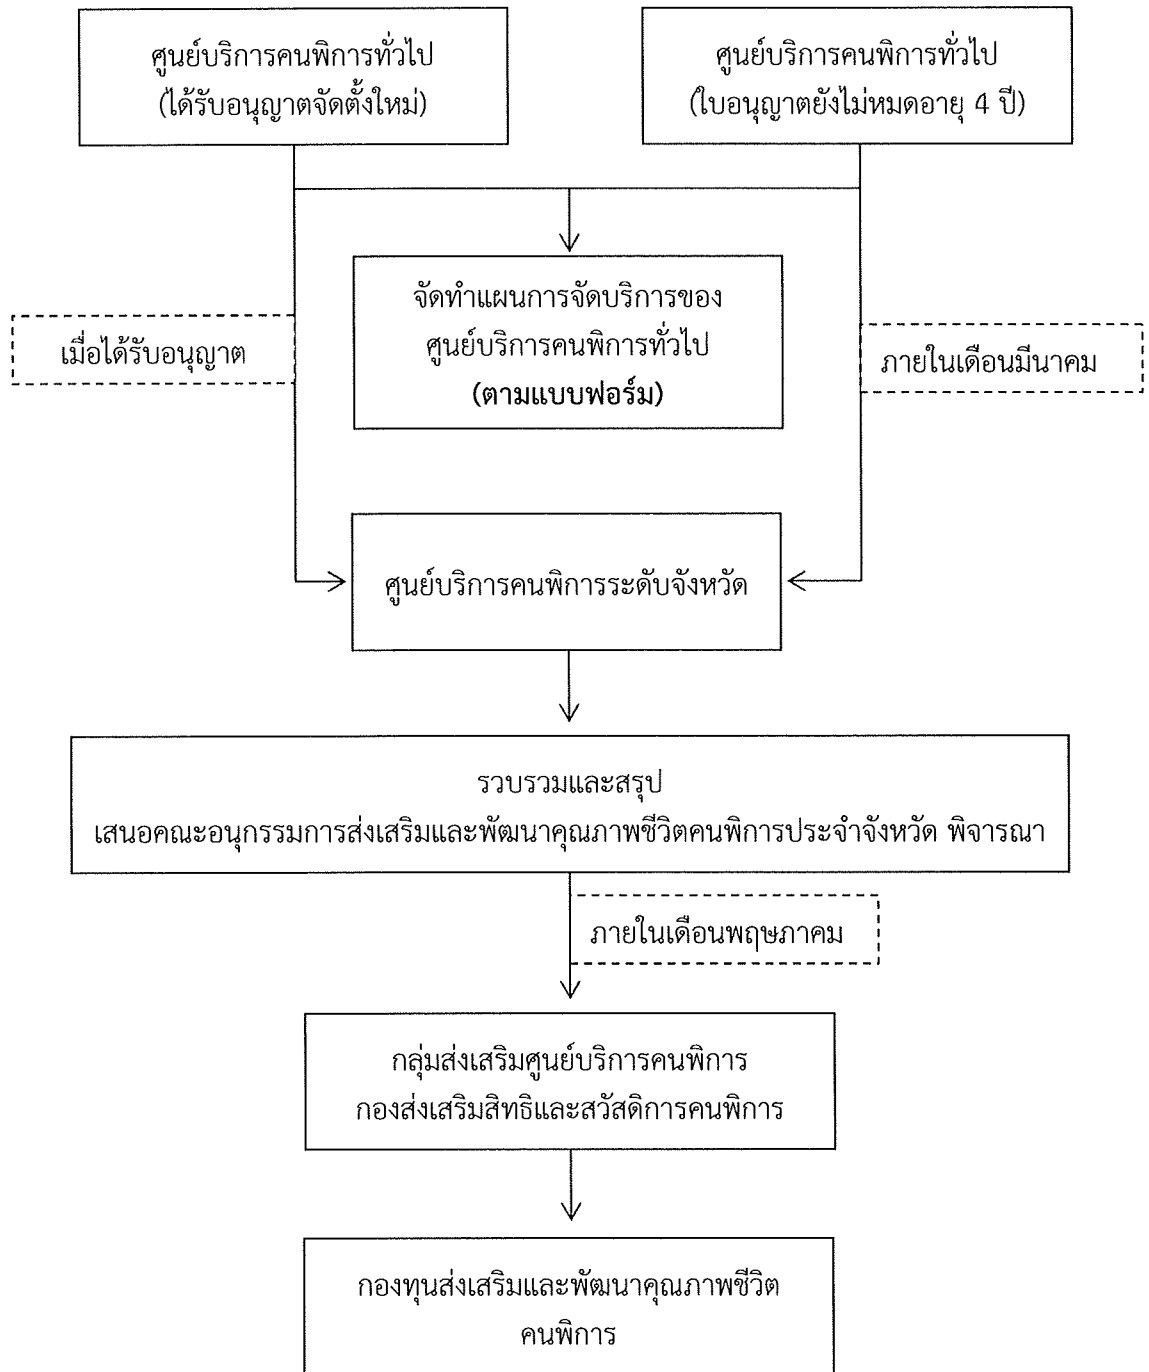 ศูนย์บริการคนพิการทั่วไป
(ได้รับอนุญาตจัดตั้งใหม่)
ศูนย์บริการคนพิการทั่วไป
(ใบอนุญาตยังไม่หมดอายุ 4 ปี)
จัดทำแผนการจัดบริการของ
ศูนย์บริการคนพิการทั่วไป
(ตามแบบฟอร์ม)
เมื่อได้รับอนุญาต
ภายในเดือนมีนาคม
ศูนย์บริการคนพิการระดับจังหวัด
รวบรวมและสรุป
เสนอคณะอนุกรรมการส่งเสริมและพัฒนาคุณภาพชีวิตคนพิการประจำจังหวัด พิจารณา
ภายในเดือนพฤษภาคม
กลุ่มส่งเสริมศูนย์บริการคนพิการ
กองส่งเสริมสิทธิและสวัสดิการคนพิการ
กองทุนส่งเสริมและพัฒนาคุณภาพชีวิต
คนพิการ